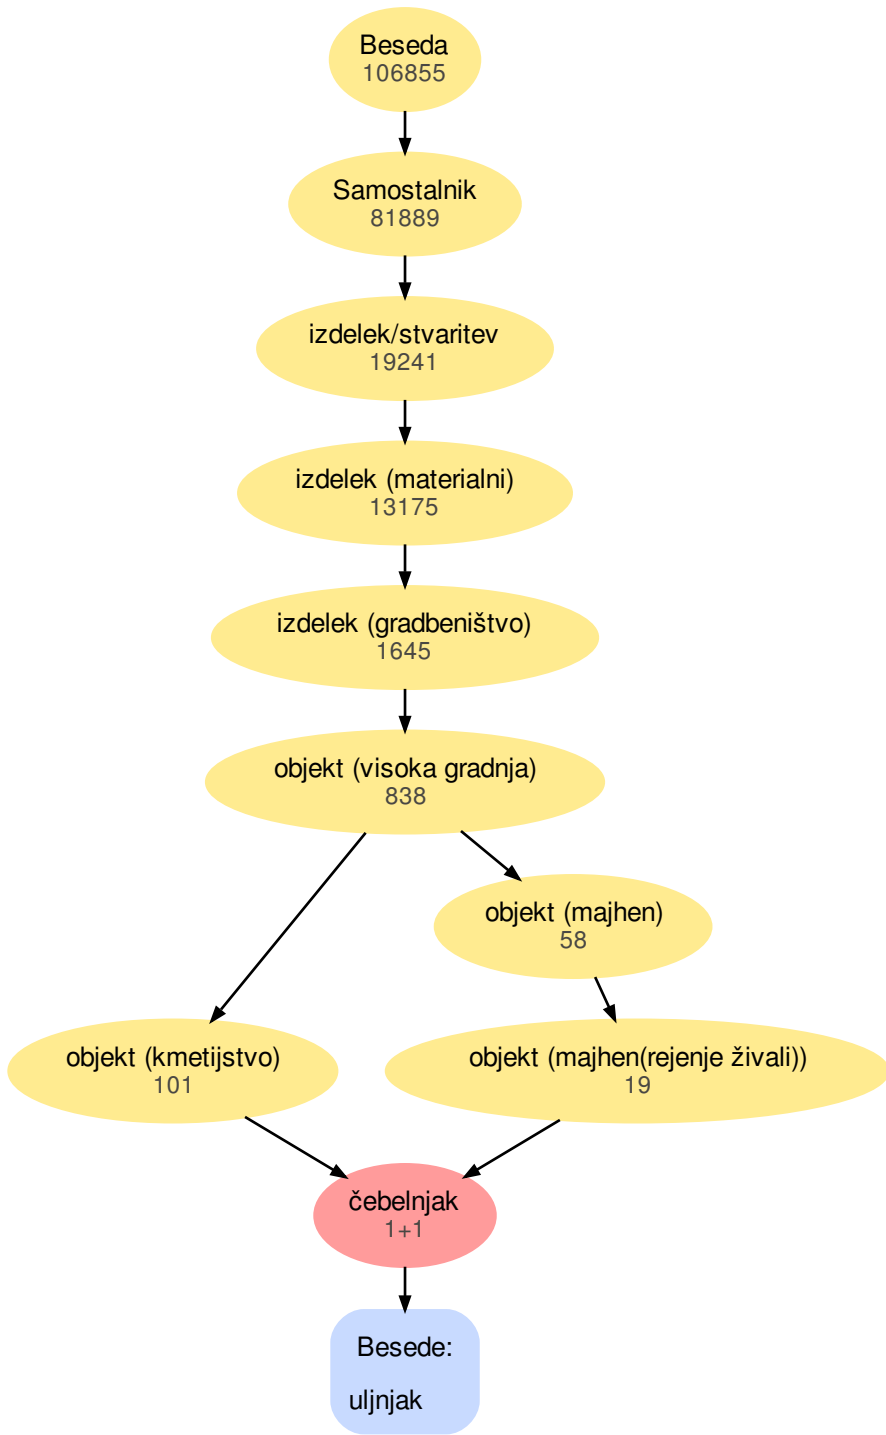 Beseda
106855
Samostalnik
81889
izdelek/stvaritev
19241
izdelek (materialni)
13175
izdelek (gradbeništvo)
1645
objekt (visoka gradnja)
838
objekt (majhen)
58
objekt (kmetijstvo)
101
objekt (majhen(rejenje živali))
19
čebelnjak
1+1
Besede:
uljnjak